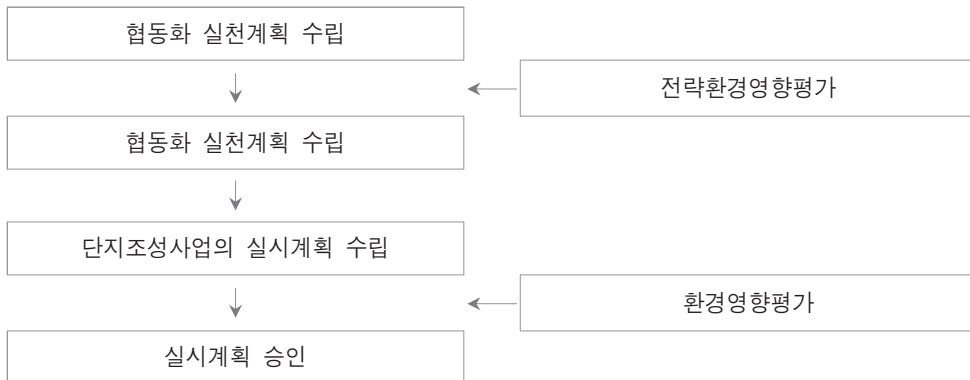 협동화 실천계획 수립
전략환경영향평가
협동화 실천계획 수립
단지조성사업의 실시계획 수립
환경영향평가
실시계획 승인